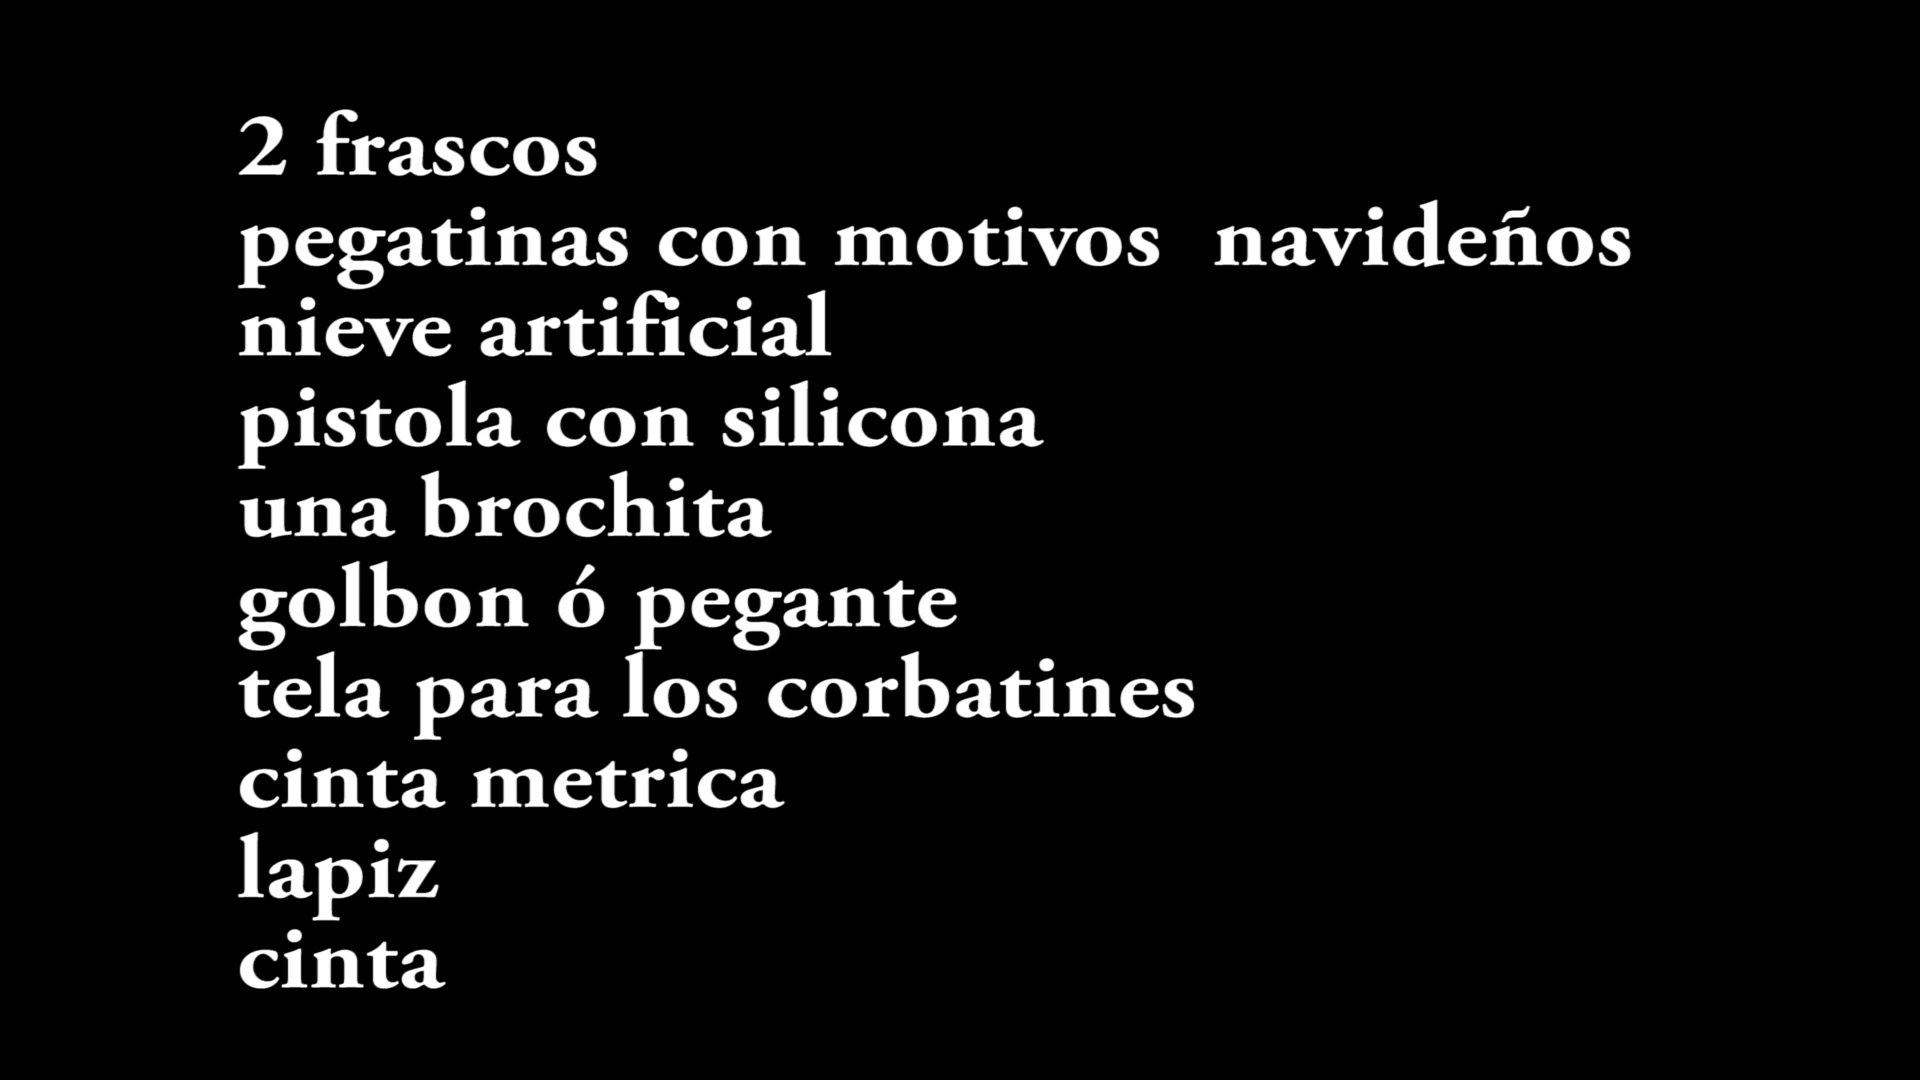 2 frascos
pegatinas con motivos  navideños
nieve artificial
pistola con silicona
una brochita
golbon ó pegante
tela para los corbatines
cinta metrica
lapiz
cinta